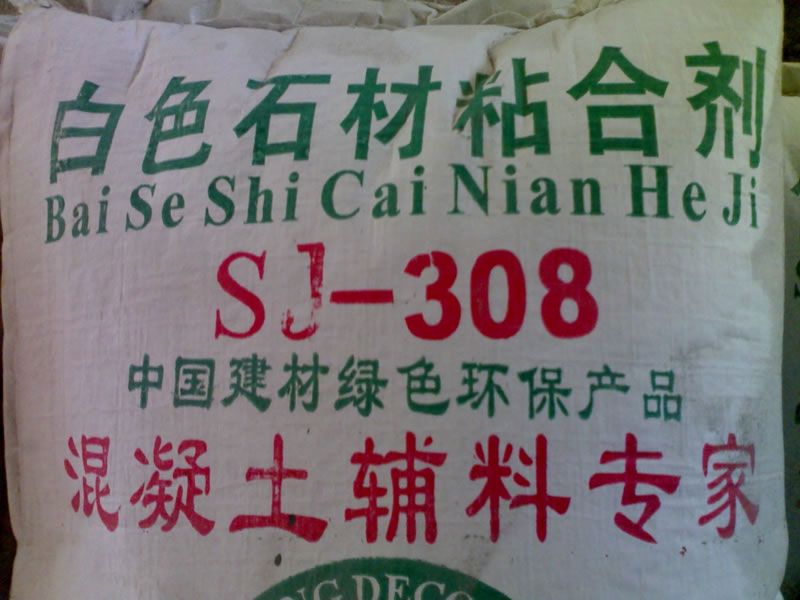 白色石材粘合剂
Bai Se Shi Cai Nian He Ji
SJ-308
中国建材绿色环保产品
混凝土辅料专家